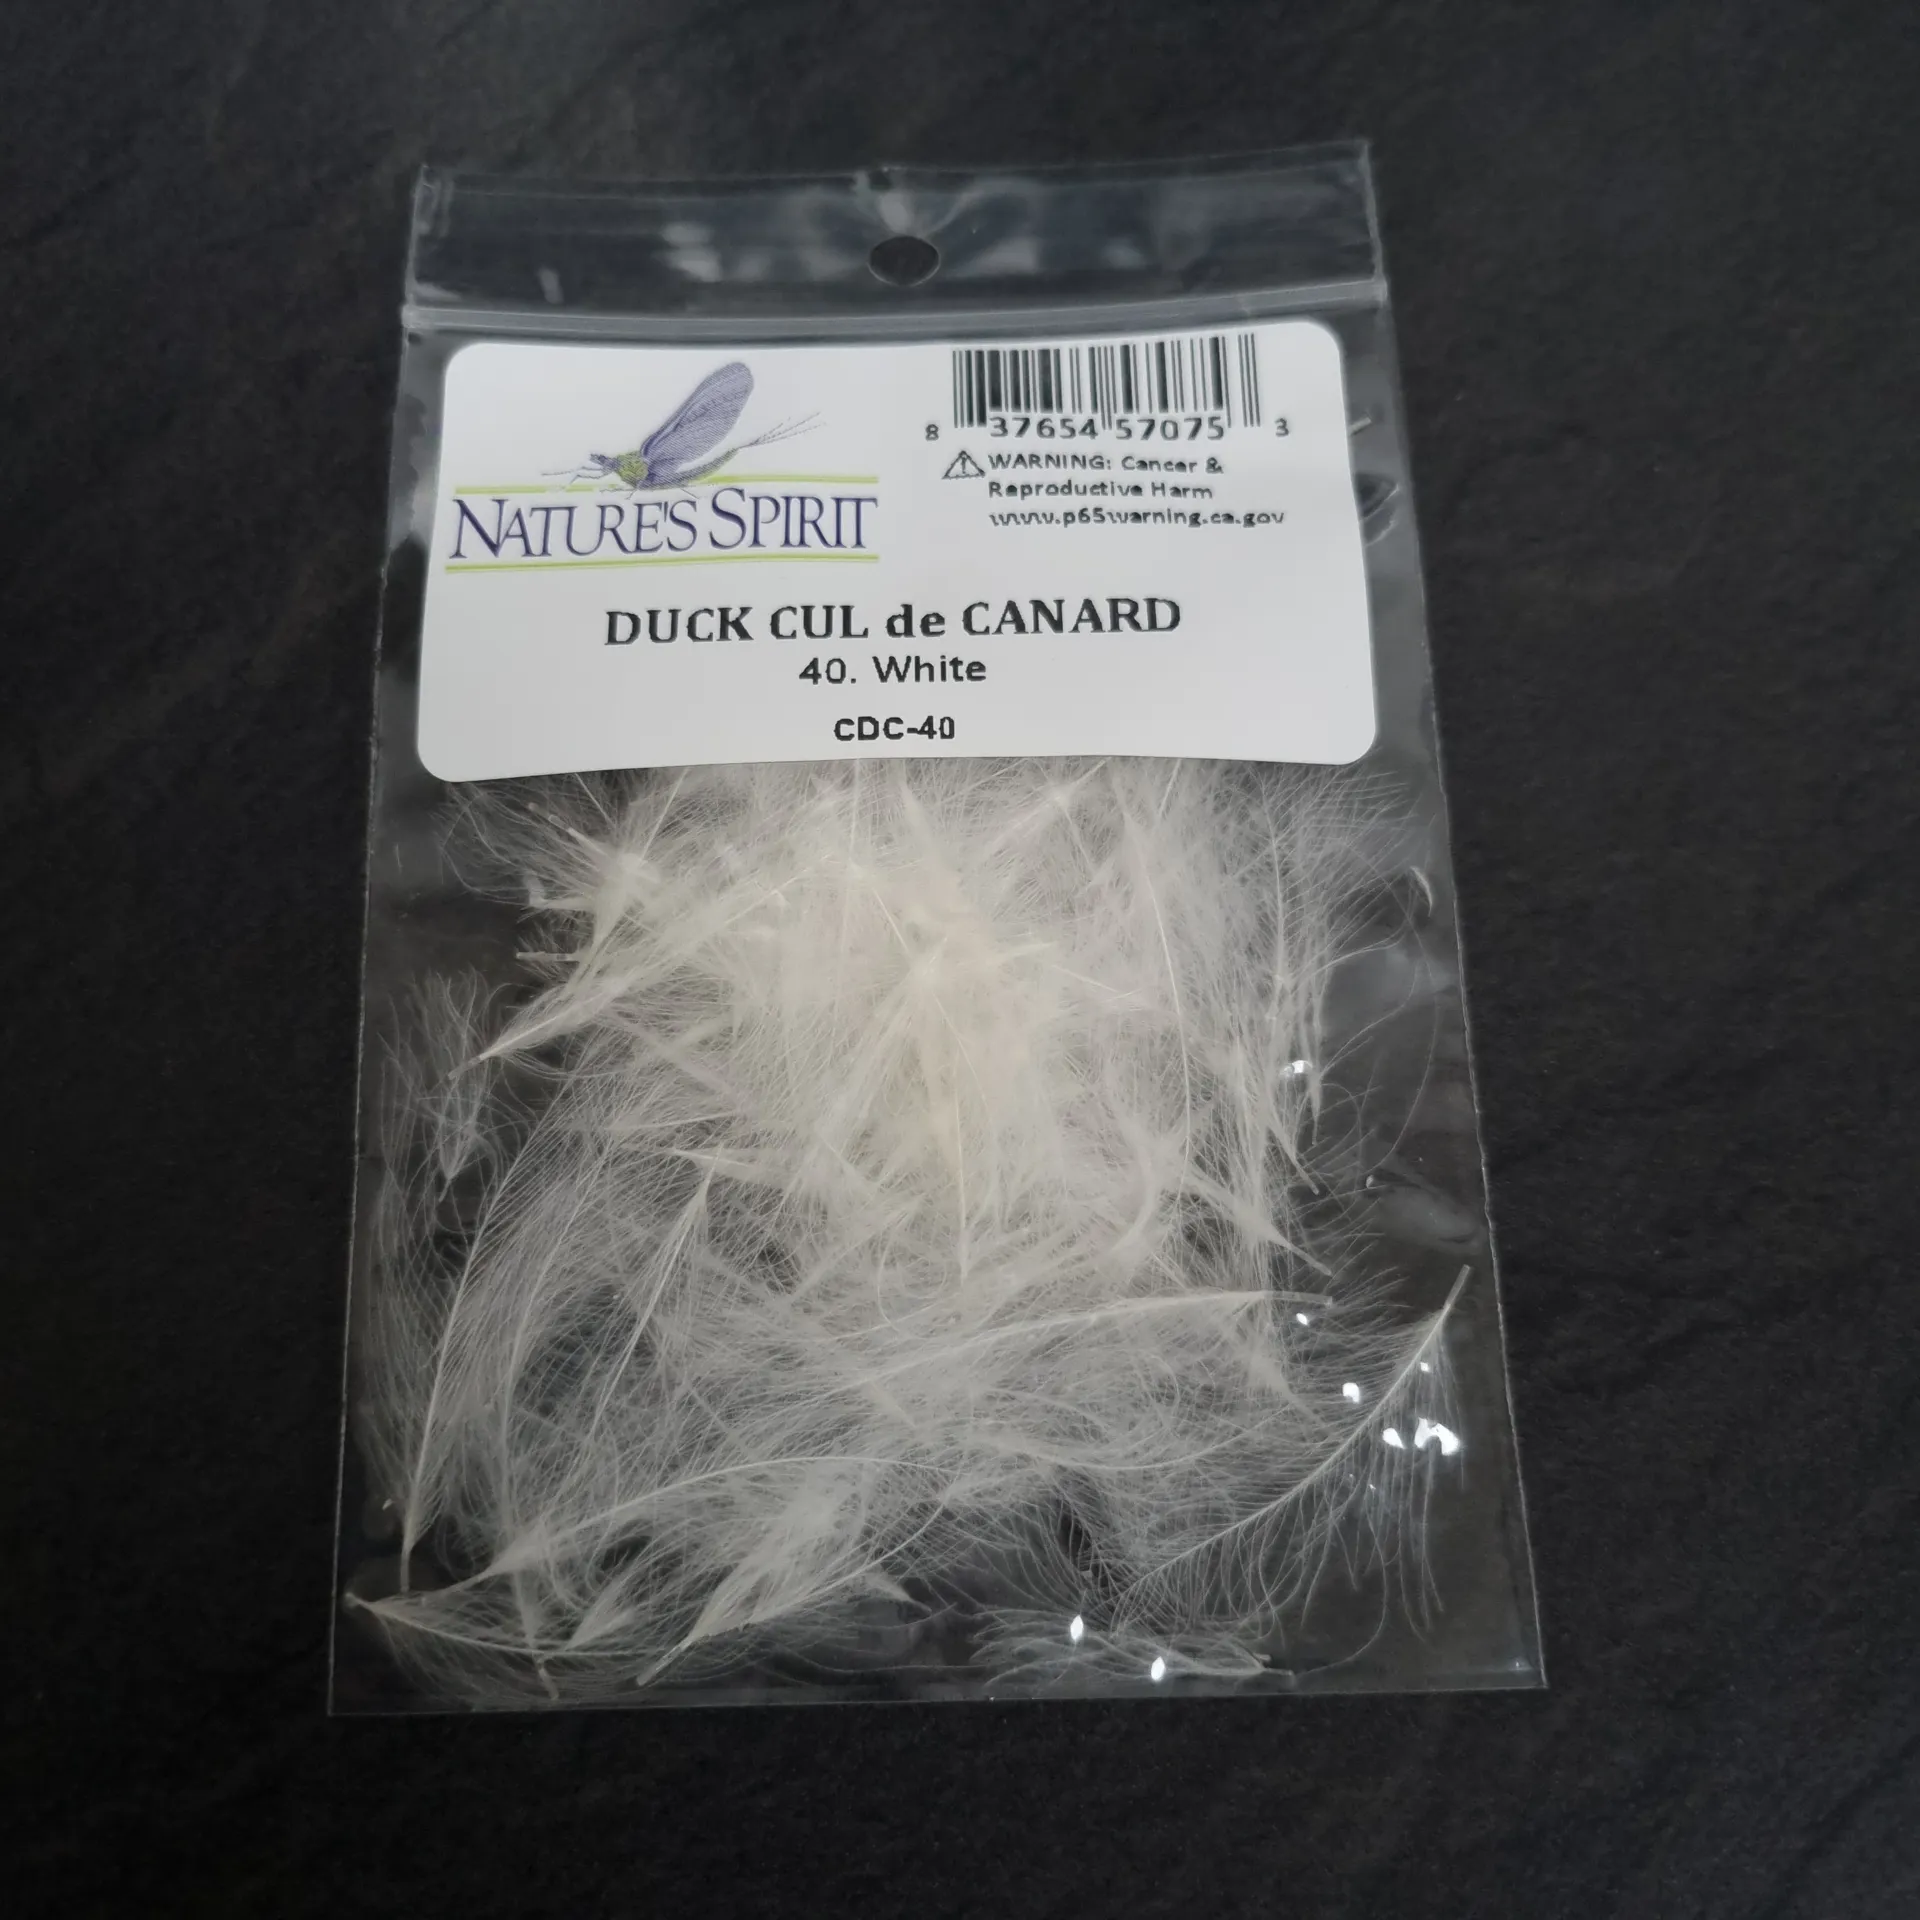 NATURE'S SPIRIT
8 37654 57075 3
WARNING: Cancer &
Reproductive Harm
www.p65warning.ca.gov
DUCK CUL de CANARD
40. White
CDC-40